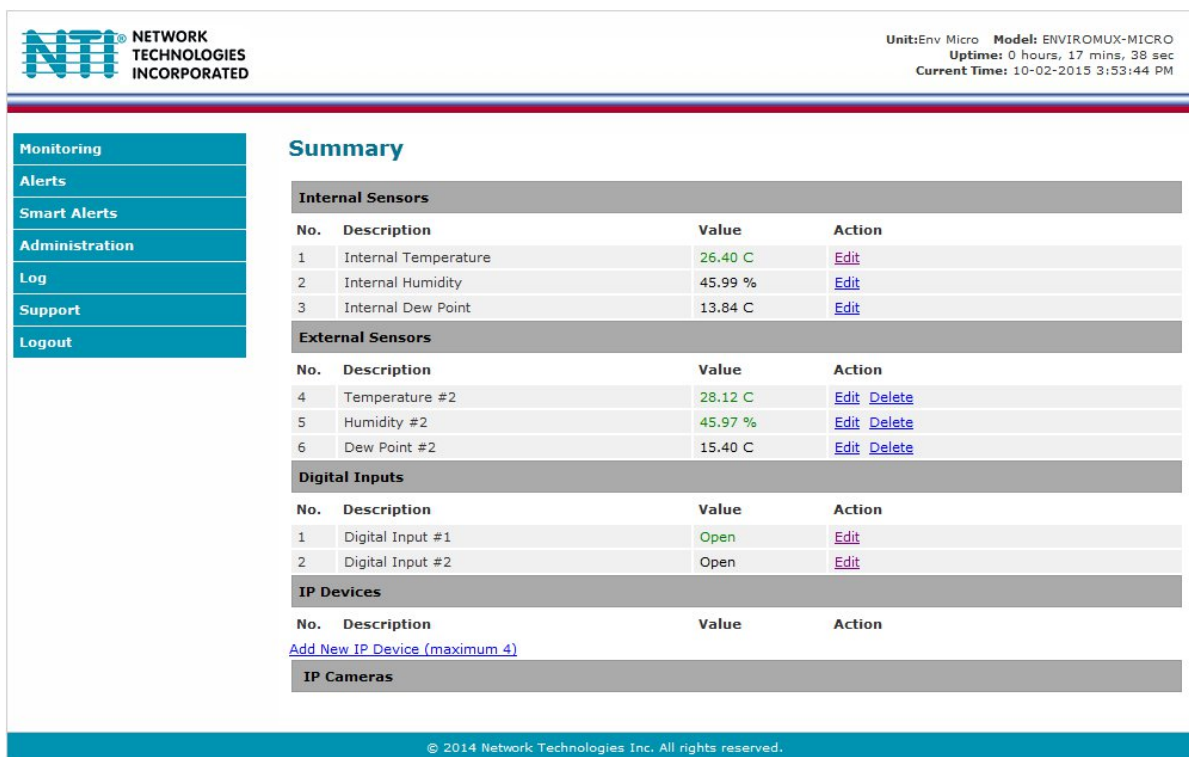 NTI® NETWORK
TECHNOLOGIES
INCORPORATED
Unit:Env Micro Model: ENVIROMUX-MICRO
Uptime: 0 hours, 17 mins, 38 sec
Current Time: 10-02-2015 3:53:44 PM
Monitoring
Alerts
Smart Alerts
Administration
Log
Support
Logout
Summary
Internal Sensors
No. Description Value Action
1 Internal Temperature 26.40 C Edit
2 Internal Humidity 45.99 % Edit
3 Internal Dew Point 13.84 C Edit
External Sensors
No. Description Value Action
4 Temperature #2 28.12 C Edit Delete
5 Humidity #2 45.97 % Edit Delete
6 Dew Point #2 15.40 C Edit Delete
Digital Inputs
No. Description Value Action
1 Digital Input #1 Open Edit
2 Digital Input #2 Open Edit
IP Devices
No. Description Value Action
Add New IP Device (maximum 4)
IP Cameras
© 2014 Network Technologies Inc. All rights reserved.